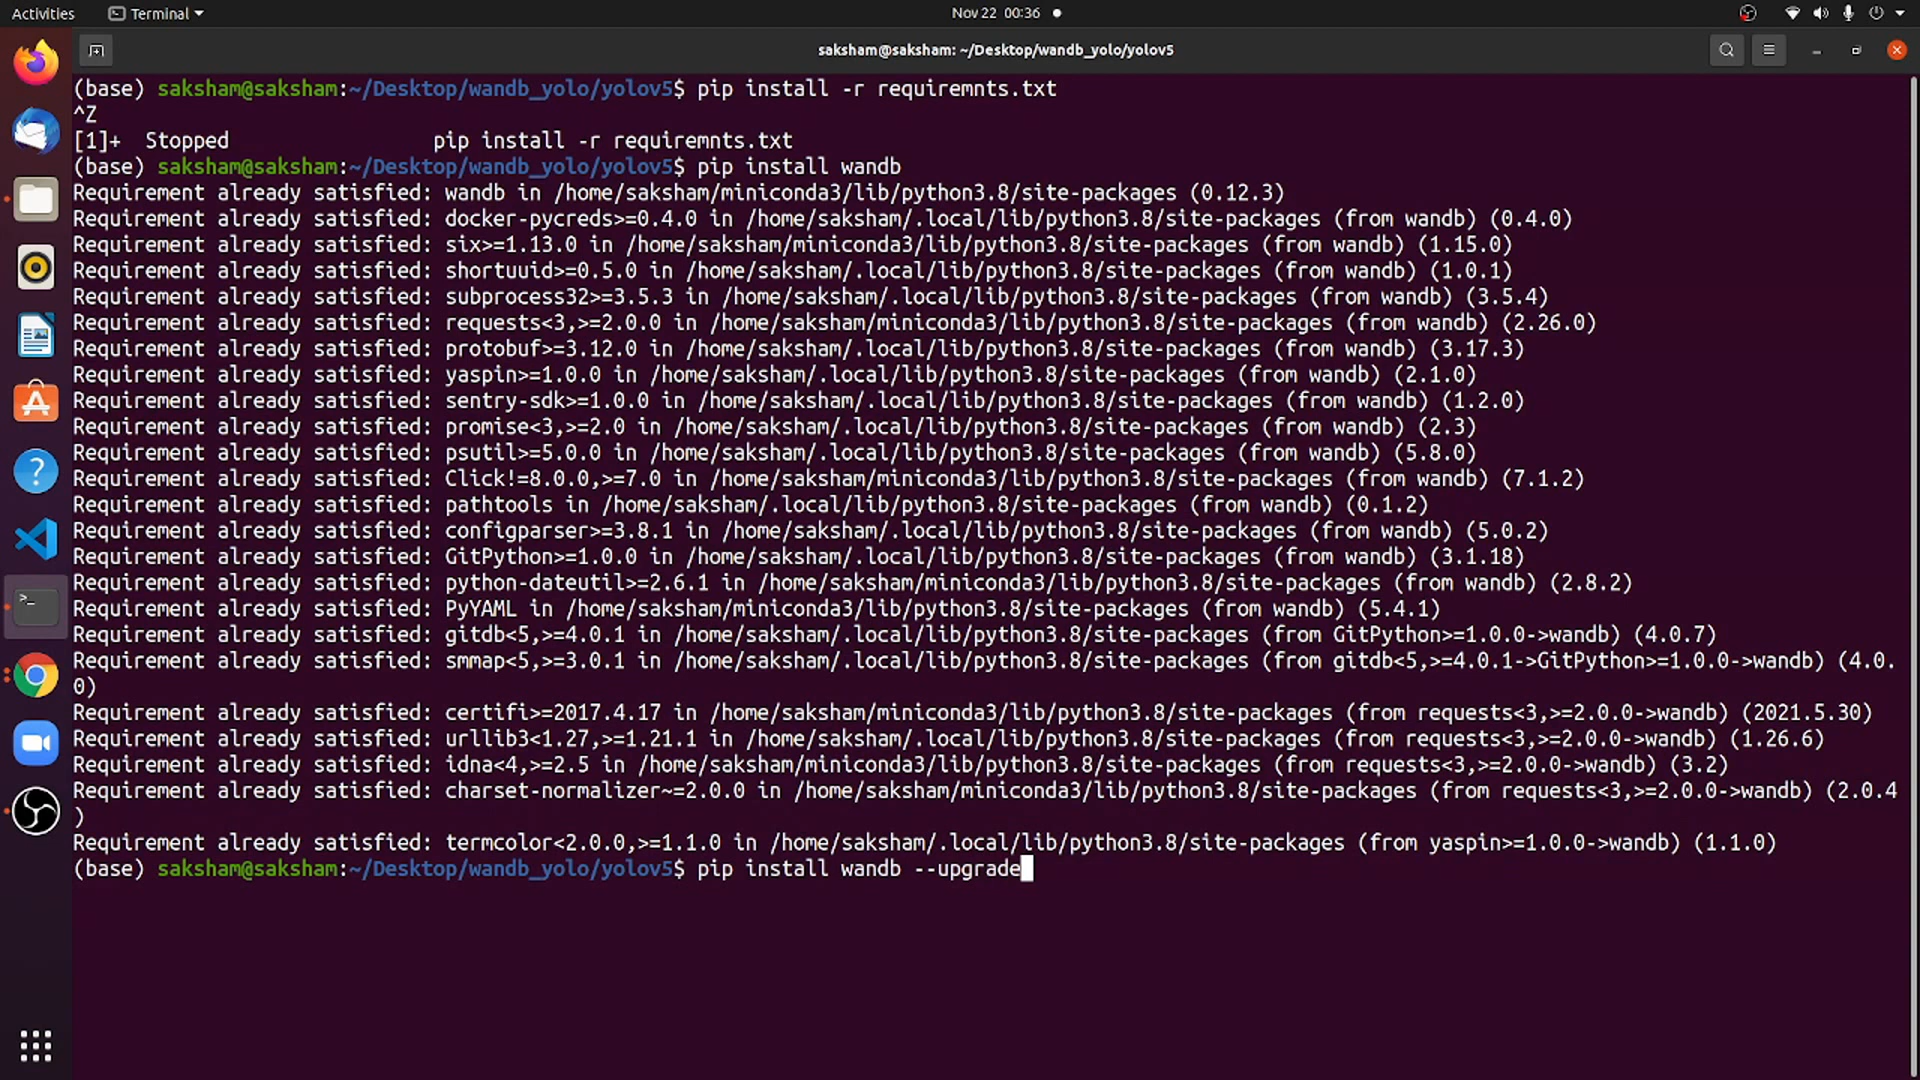 Activities
Terminal
Nov 22 00:36
saksham@saksham: ~/Desktop/wandb_yolo/yolov5
(base) saksham@saksham:~/Desktop/wandb_yolo/yolov5$ pip install -r requiremnts.txt
^Z
[1]+  Stopped                 pip install -r requiremnts.txt
(base) saksham@saksham:~/Desktop/wandb_yolo/yolov5$ pip install wandb
Requirement already satisfied: wandb in /home/saksham/miniconda3/lib/python3.8/site-packages (0.12.3)
Requirement already satisfied: docker-pycreds>=0.4.0 in /home/saksham/.local/lib/python3.8/site-packages (from wandb) (0.4.0)
Requirement already satisfied: six>=1.13.0 in /home/saksham/miniconda3/lib/python3.8/site-packages (from wandb) (1.15.0)
Requirement already satisfied: shortuuid>=0.5.0 in /home/saksham/.local/lib/python3.8/site-packages (from wandb) (1.0.1)
Requirement already satisfied: subprocess32>=3.5.3 in /home/saksham/.local/lib/python3.8/site-packages (from wandb) (3.5.4)
Requirement already satisfied: requests<3,>=2.0.0 in /home/saksham/miniconda3/lib/python3.8/site-packages (from wandb) (2.26.0)
Requirement already satisfied: protobuf>=3.12.0 in /home/saksham/.local/lib/python3.8/site-packages (from wandb) (3.17.3)
Requirement already satisfied: yaspin>=1.0.0 in /home/saksham/.local/lib/python3.8/site-packages (from wandb) (2.1.0)
Requirement already satisfied: sentry-sdk>=1.0.0 in /home/saksham/.local/lib/python3.8/site-packages (from wandb) (1.2.0)
Requirement already satisfied: promise<3,>=2.0 in /home/saksham/.local/lib/python3.8/site-packages (from wandb) (2.3)
Requirement already satisfied: psutil>=5.0.0 in /home/saksham/.local/lib/python3.8/site-packages (from wandb) (5.8.0)
Requirement already satisfied: Click!=8.0.0,>=7.0 in /home/saksham/miniconda3/lib/python3.8/site-packages (from wandb) (7.1.2)
Requirement already satisfied: pathtools in /home/saksham/.local/lib/python3.8/site-packages (from wandb) (0.1.2)
Requirement already satisfied: configparser>=3.8.1 in /home/saksham/.local/lib/python3.8/site-packages (from wandb) (5.0.2)
Requirement already satisfied: GitPython>=1.0.0 in /home/saksham/.local/lib/python3.8/site-packages (from wandb) (3.1.18)
Requirement already satisfied: python-dateutil>=2.6.1 in /home/saksham/miniconda3/lib/python3.8/site-packages (from wandb) (2.8.2)
Requirement already satisfied: PyYAML in /home/saksham/miniconda3/lib/python3.8/site-packages (from wandb) (5.4.1)
Requirement already satisfied: gitdb<5,>=4.0.1 in /home/saksham/.local/lib/python3.8/site-packages (from GitPython>=1.0.0->wandb) (4.0.7)
Requirement already satisfied: smmap<5,>=3.0.1 in /home/saksham/.local/lib/python3.8/site-packages (from gitdb<5,>=4.0.1->GitPython>=1.0.0->wandb) (4.0.
0)
Requirement already satisfied: certifi>=2017.4.17 in /home/saksham/miniconda3/lib/python3.8/site-packages (from requests<3,>=2.0.0->wandb) (2021.5.30)
Requirement already satisfied: urllib3<1.27,>=1.21.1 in /home/saksham/.local/lib/python3.8/site-packages (from requests<3,>=2.0.0->wandb) (1.26.6)
Requirement already satisfied: idna<4,>=2.5 in /home/saksham/miniconda3/lib/python3.8/site-packages (from requests<3,>=2.0.0->wandb) (3.2)
Requirement already satisfied: charset-normalizer~=2.0.0 in /home/saksham/miniconda3/lib/python3.8/site-packages (from requests<3,>=2.0.0->wandb) (2.0.4
)
Requirement already satisfied: termcolor<2.0.0,>=1.1.0 in /home/saksham/.local/lib/python3.8/site-packages (from yaspin>=1.0.0->wandb) (1.1.0)
(base) saksham@saksham:~/Desktop/wandb_yolo/yolov5$ pip install wandb --upgrade